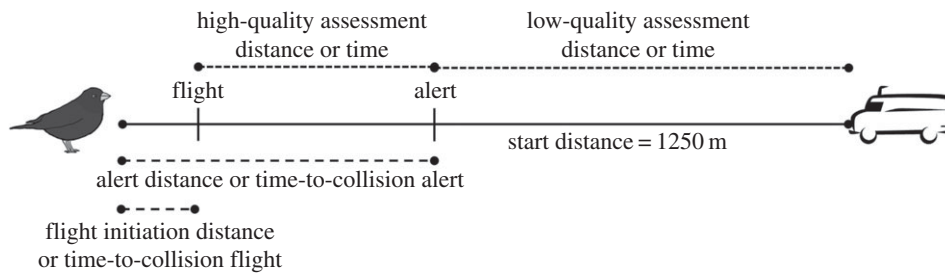 high-quality assessment
distance or time
low-quality assessment
distance or time
flight
alert
start distance = 1250 m
alert distance or time-to-collision alert
flight initiation distance
or time-to-collision flight